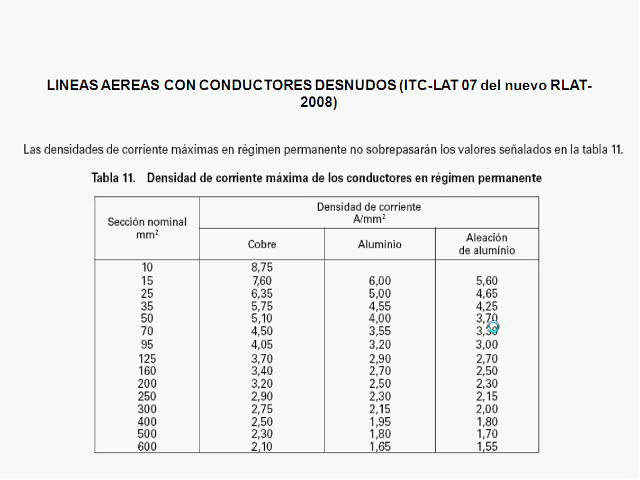 LINEAS AEREAS CON CONDUCTORES DESNUDOS (ITC-LAT 07 del nuevo RLAT-
2008)
Las densidades de corriente máximas en régimen permanente no sobrepasarán los valores señalados en la tabla 11.
Tabla 11. Densidad de corriente máxima de los conductores en régimen permanente
Sección nominal mm² Densidad de corriente A/mm²
Cobre Aluminio Aleación de aluminio
10 8,75
15 7,60 6,00 5,60
25 6,35 5,00 4,65
35 5,75 4,55 4,25
50 5,10 4,00 3,70
70 4,50 3,55
95 4,05 3,20 3,00
125 3,70 2,90 2,70
160 3,40 2,70 2,50
200 3,20 2,50 2,30
250 2,90 2,30 2,15
300 2,75 2,15 2,00
400 2,50 1,95 1,80
500 2,30 1,80 1,70
600 2,10 1,65 1,55